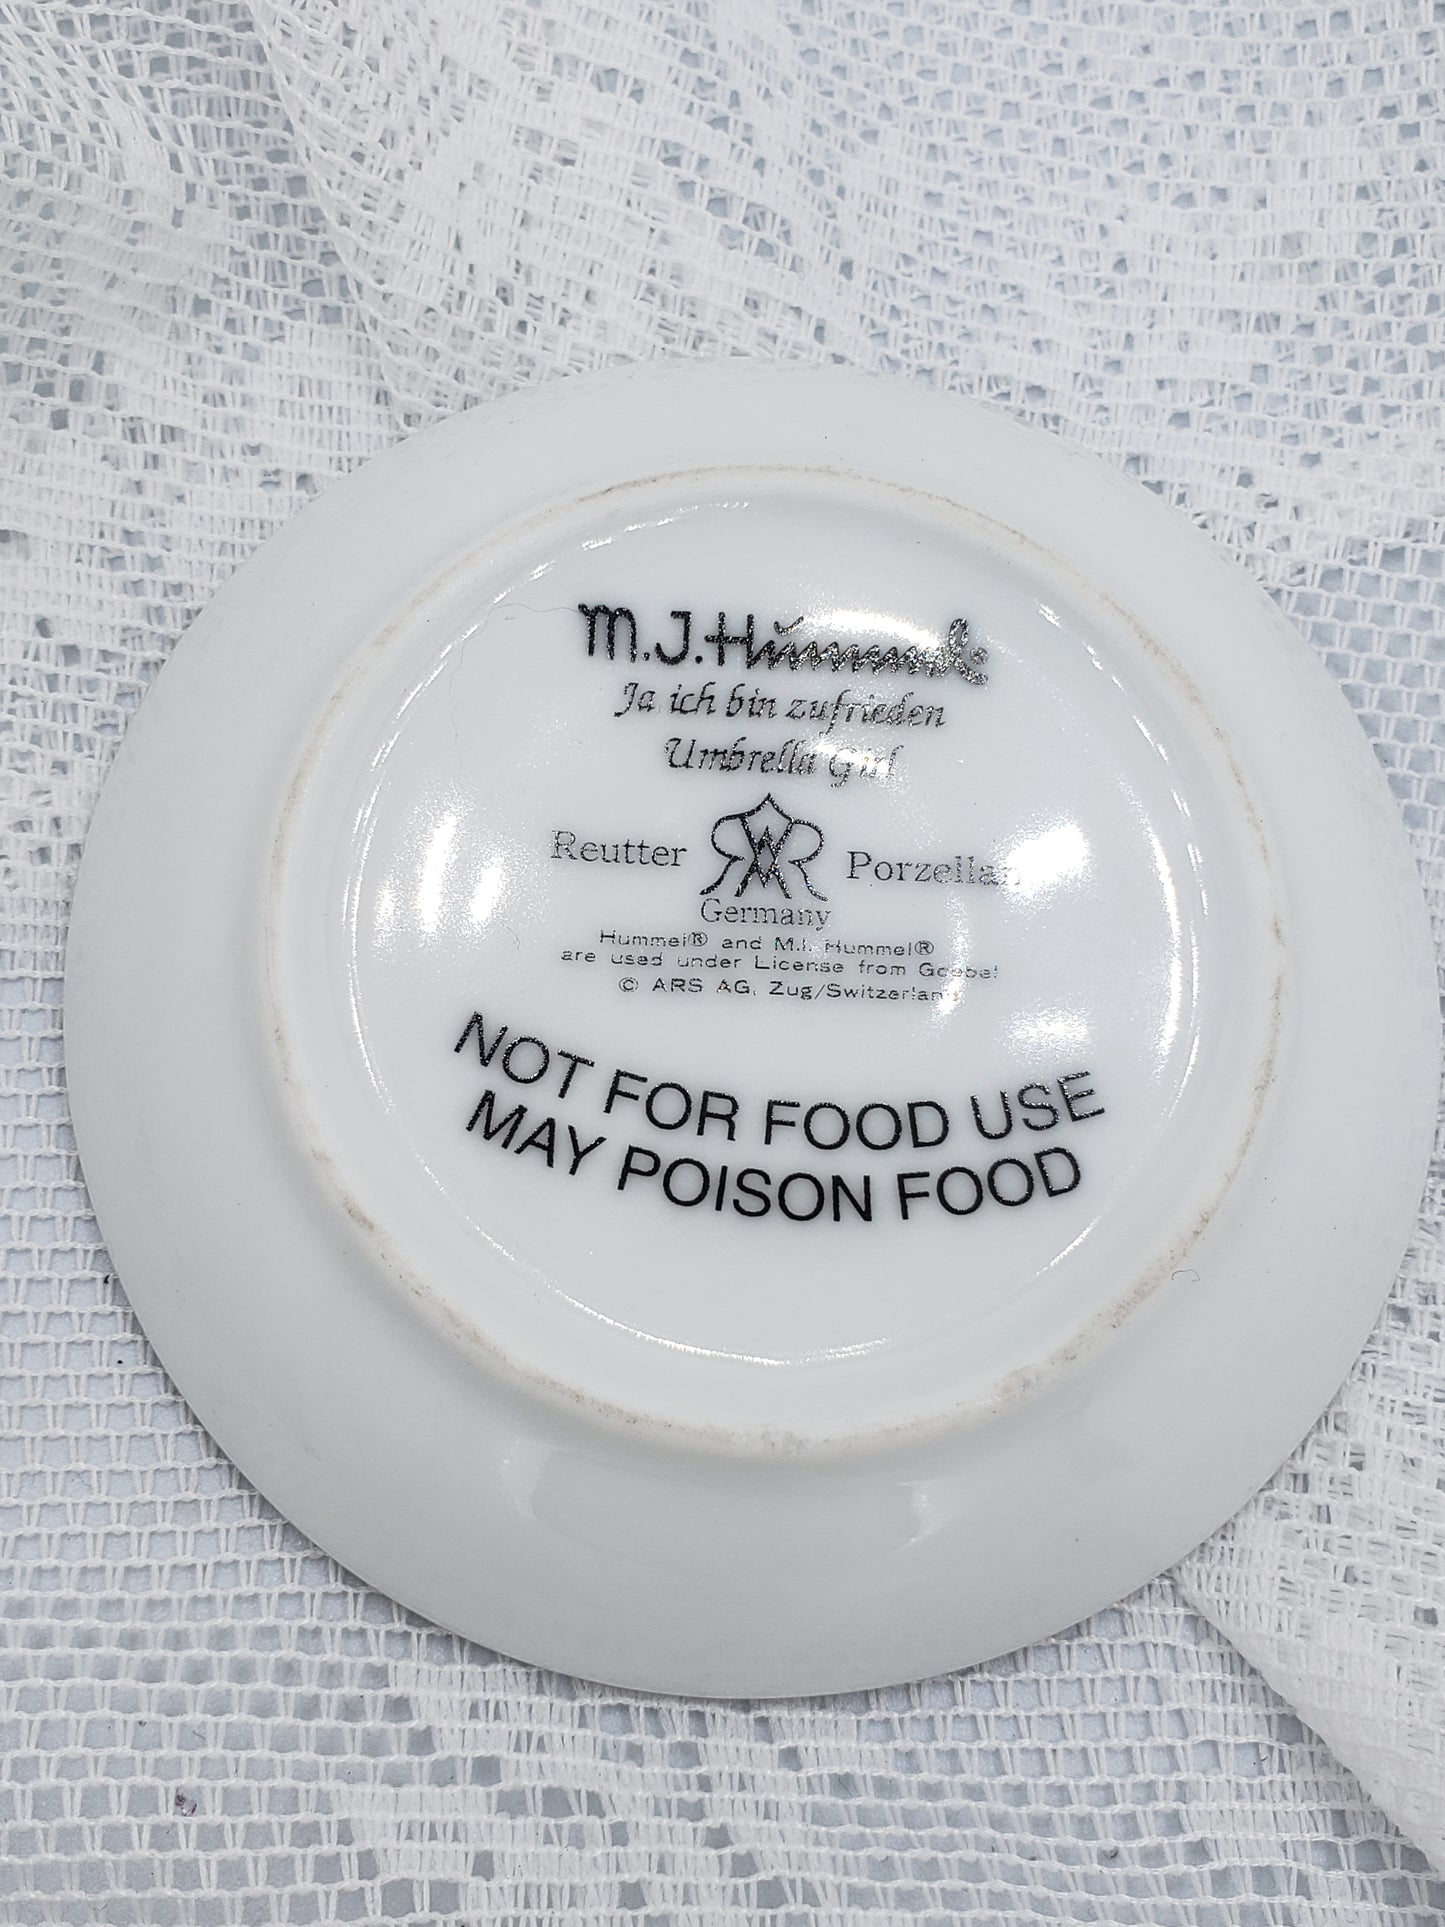 M.J. Hummel®
Ja ich bin zufrieden
Umbrella Girl
Reutter Porzellan
Germany
Hummel® and M.I. Hummel®
are used under License from Goebel
© ARS AG, Zug/Switzerland
NOT FOR FOOD USE
MAY POISON FOOD